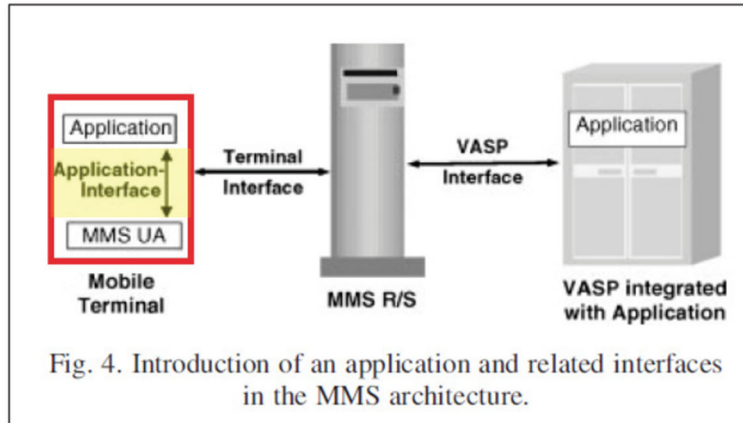 Application
Application-
Interface
MMS UA
Mobile
Terminal
Terminal
Interface
MMS R/S
VASP
Interface
Application
VASP integrated
with Application
Fig. 4. Introduction of an application and related interfaces
in the MMS architecture.